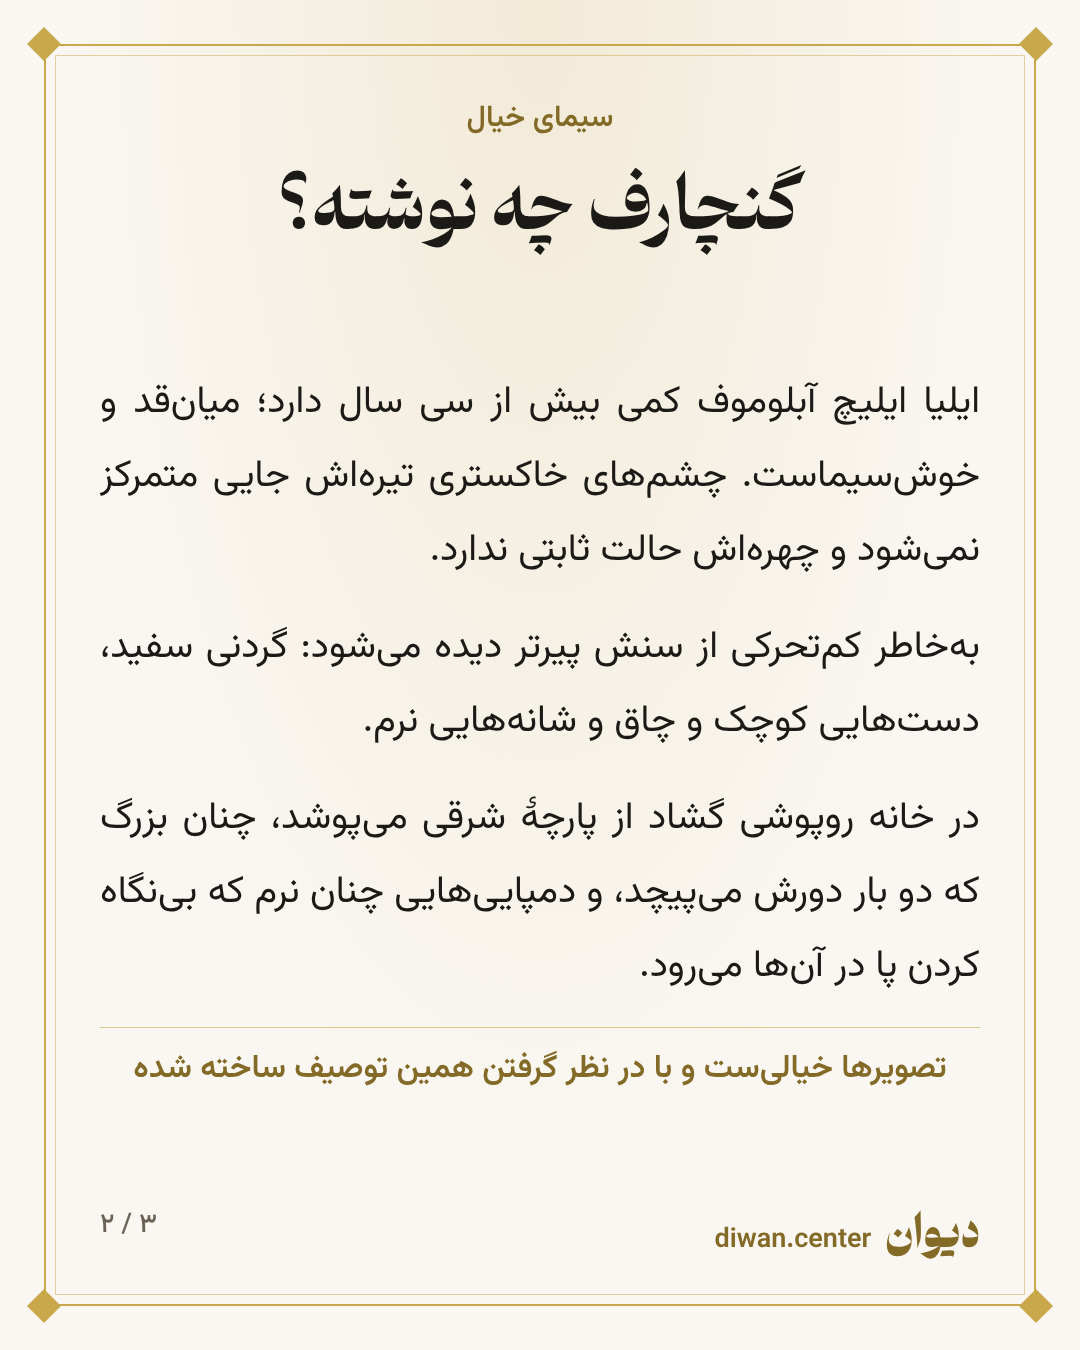 سیمای خیال
گنچارف چه نوشته؟
ایلیا ایلیچ آبلوموف کمی بیش از سی سال دارد؛ میان‌قد و
خوش‌سیماست. چشم‌های خاکستری تیره‌اش جایی متمرکز
نمی‌شود و چهره‌اش حالت ثابتی ندارد.
به‌خاطر کم‌تحرکی از سنش پیرتر دیده می‌شود: گردنی سفید،
دست‌هایی کوچک و چاق و شانه‌هایی نرم.
در خانه روپوشی گشاد از پارچهٔ شرقی می‌پوشد، چنان بزرگ
که دو بار دورش می‌پیچد، و دمپایی‌هایی چنان نرم که بی‌نگاه
کردن پا در آن‌ها می‌رود.
تصویرها خیالی‌ست و با در نظر گرفتن همین توصیف ساخته شده
دیوان diwan.center
۲ / ۳